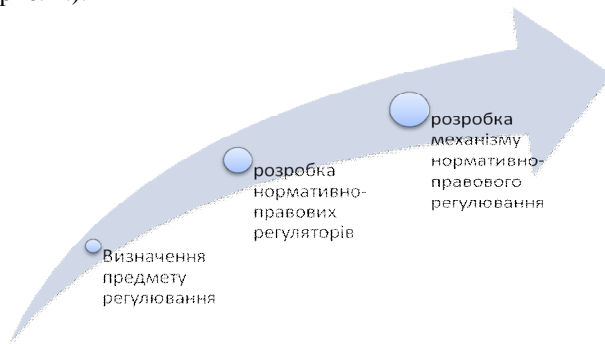 Визначення
предмету
регулювання
розробка
нормативно-
правових
регуляторів
розробка
механізму
нормативно-
правового
регулювання